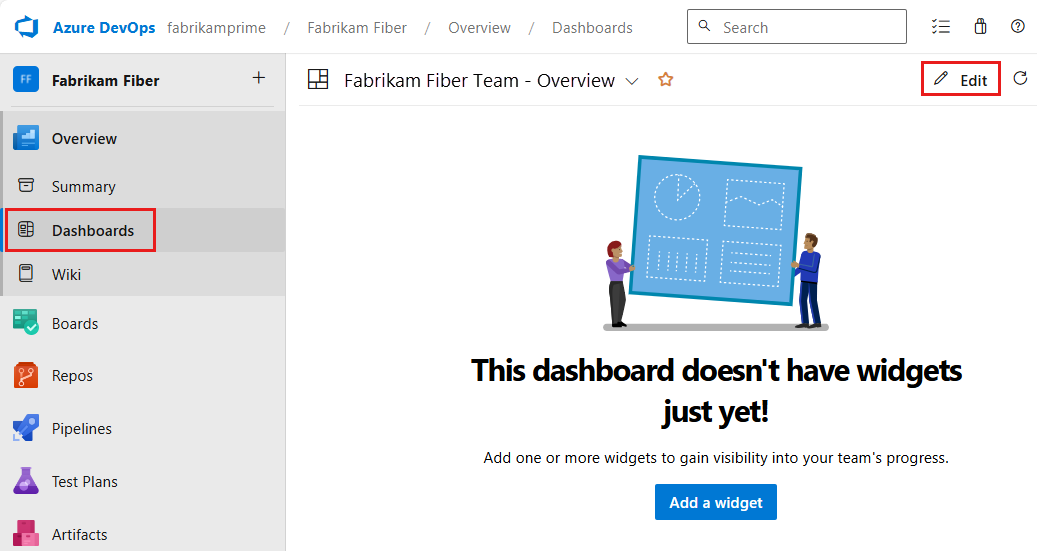 Azure DevOps fabrikamprime / Fabrikam Fiber / Overview / Dashboards Search
FF Fabrikam Fiber +
Fabrikam Fiber Team - Overview Edit
Overview
Summary
Dashboards
Wiki
Boards
Repos
Pipelines
Test Plans
Artifacts
This dashboard doesn't have widgets
just yet!
Add one or more widgets to gain visibility into your team's progress.
Add a widget